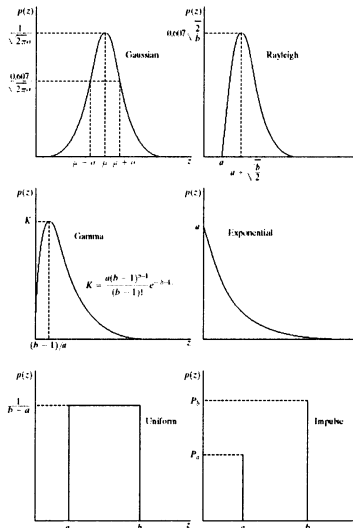 p(z)
1
√2πσ
Gaussian
0.607
√2πσ
μ − σ μ μ + σ z
p(z)
0.607 √2/b
Rayleigh
a
a + √b/2
p(z)
K
Gamma
K = a(b − 1)ᵇ⁻¹ / (b − 1)! e⁻⁽ᵇ⁻¹⁾
(b − 1)/a
z
p(z)
a
Exponential
p(z)
1
b − a
Uniform
a b z
p(z)
P_b
Impulse
P_a
a b